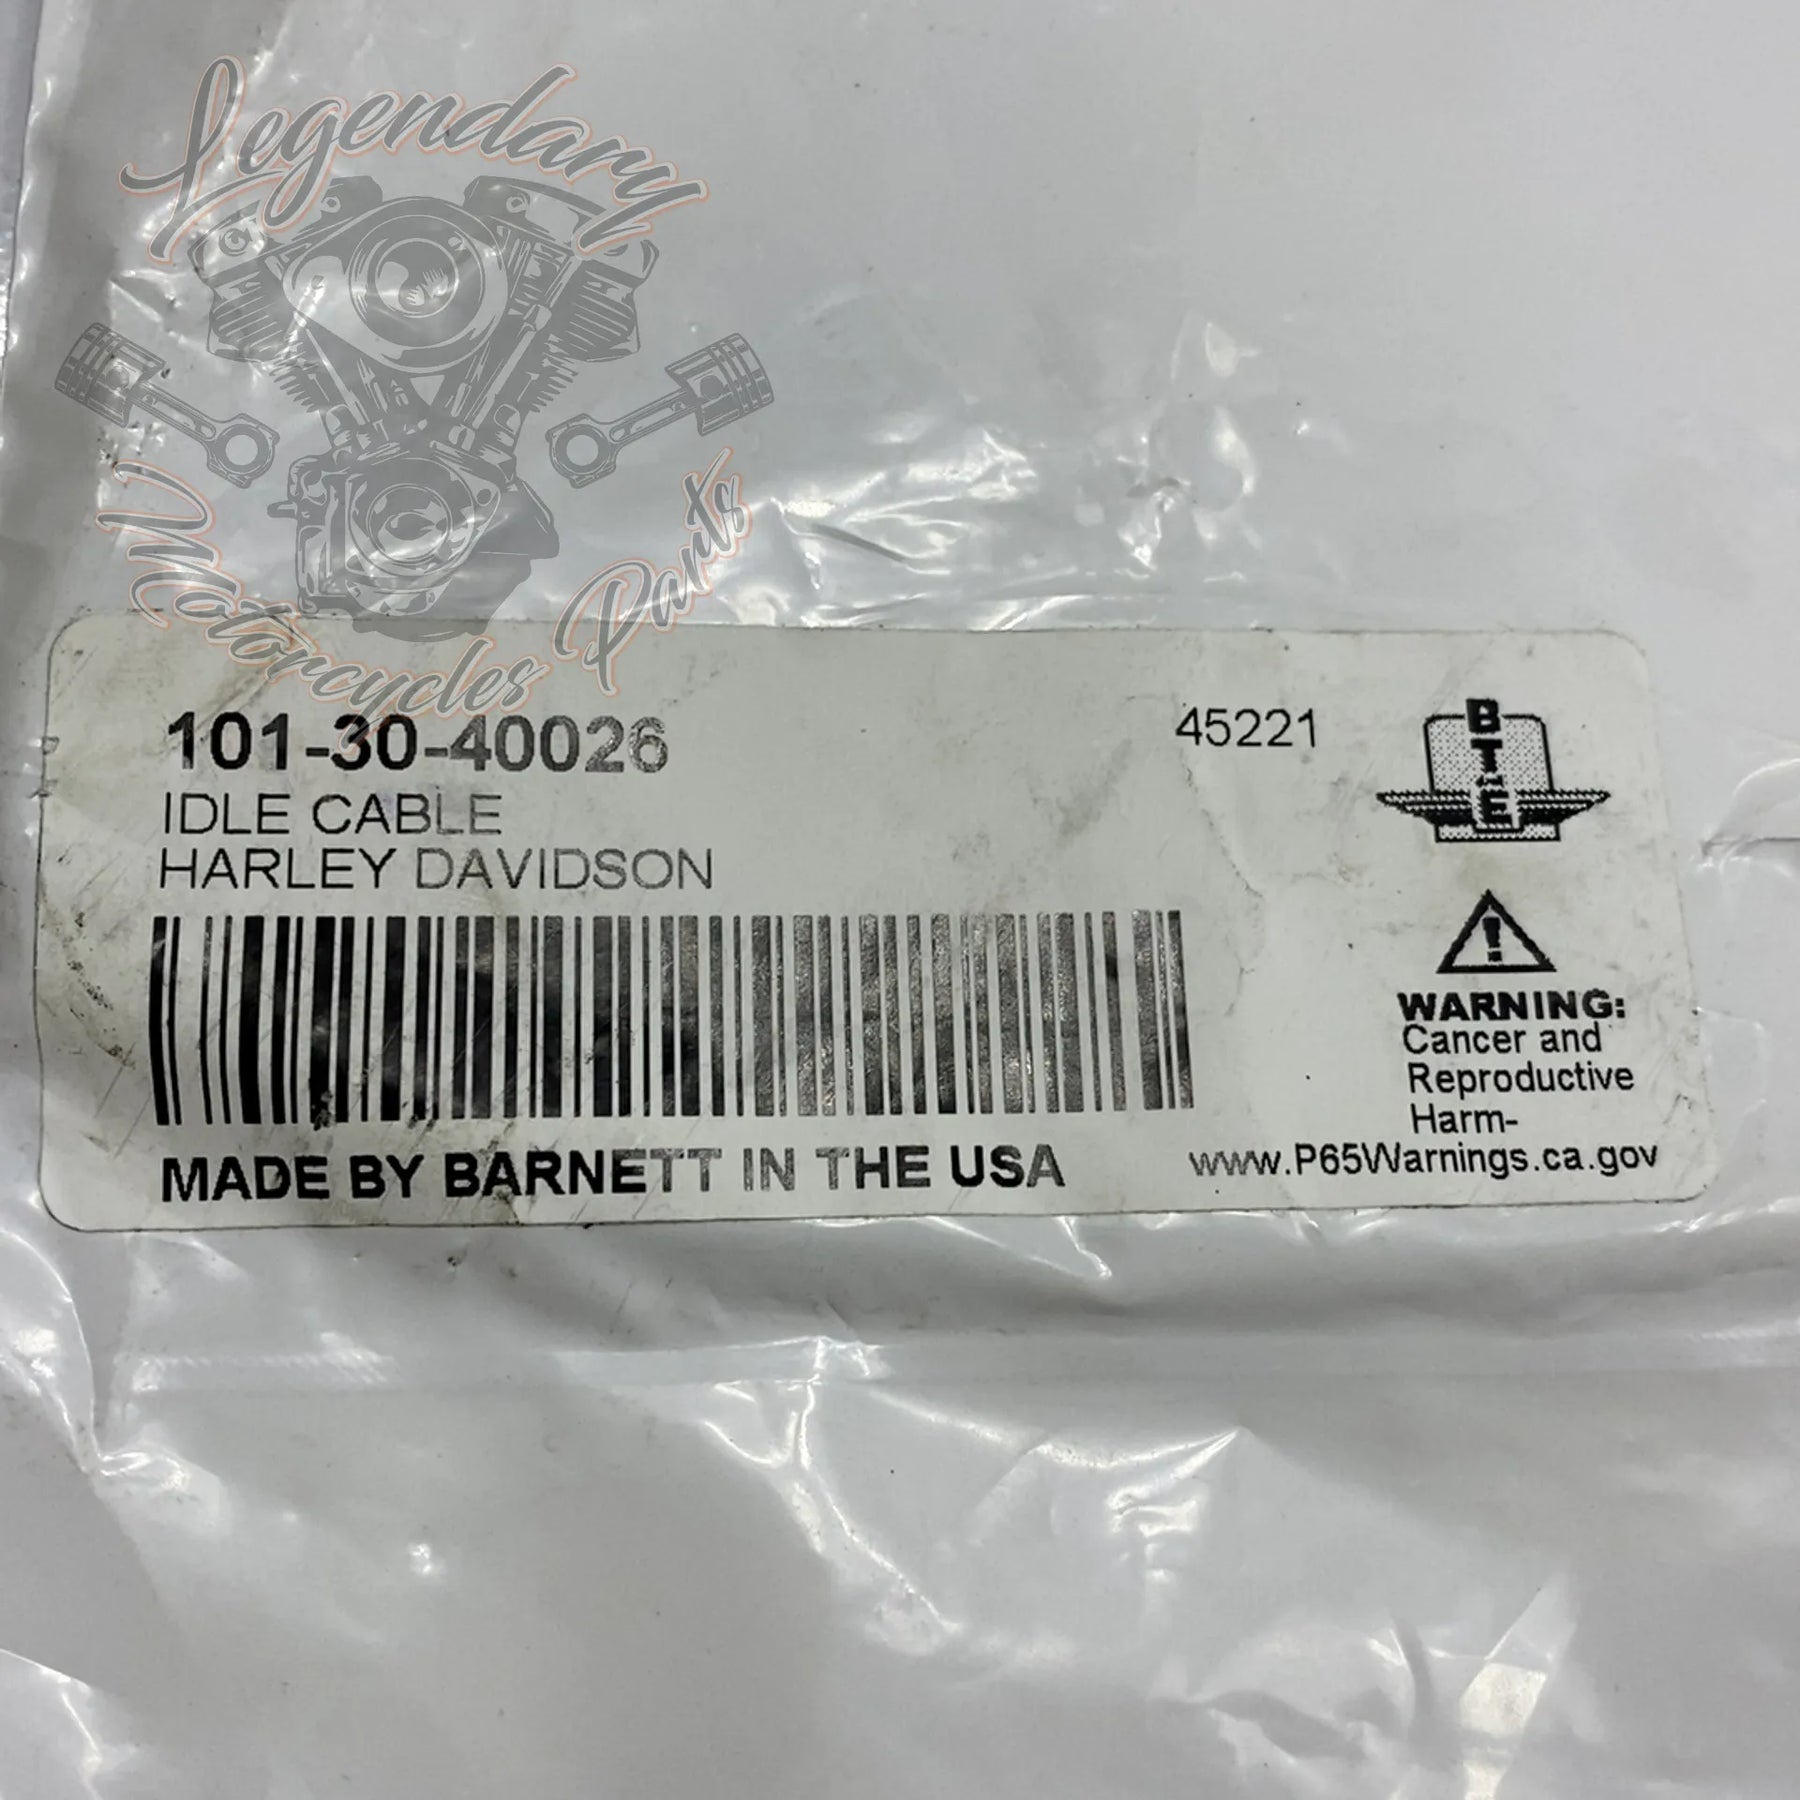 Legendary
Motorcycles Parts
101-30-40026
45221
BT&E
IDLE CABLE
HARLEY DAVIDSON
WARNING:
Cancer and
Reproductive
Harm-
www.P65Warnings.ca.gov
MADE BY BARNETT IN THE USA